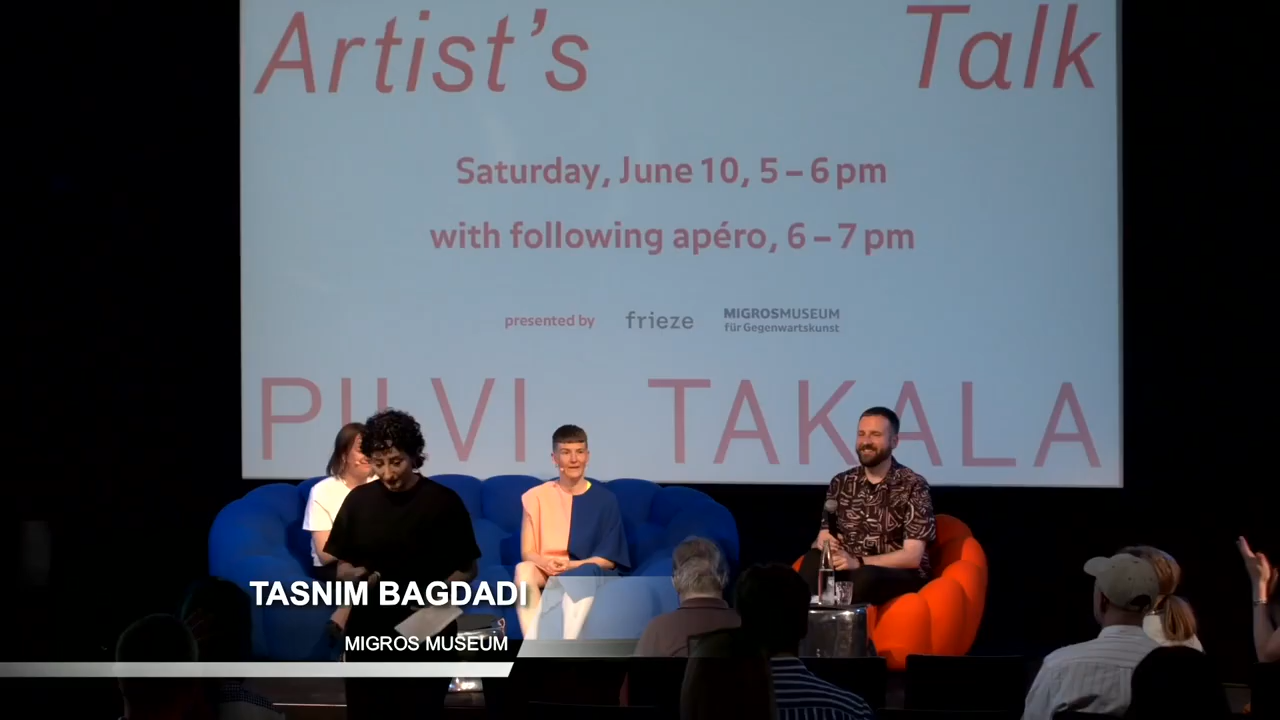 Artist's Talk
Saturday, June 10, 5 – 6 pm
with following apéro, 6 – 7 pm
presented by frieze MIGROSMUSEUM
für Gegenwartskunst
PILVI TAKALA
TASNIM BAGDADI
MIGROS MUSEUM